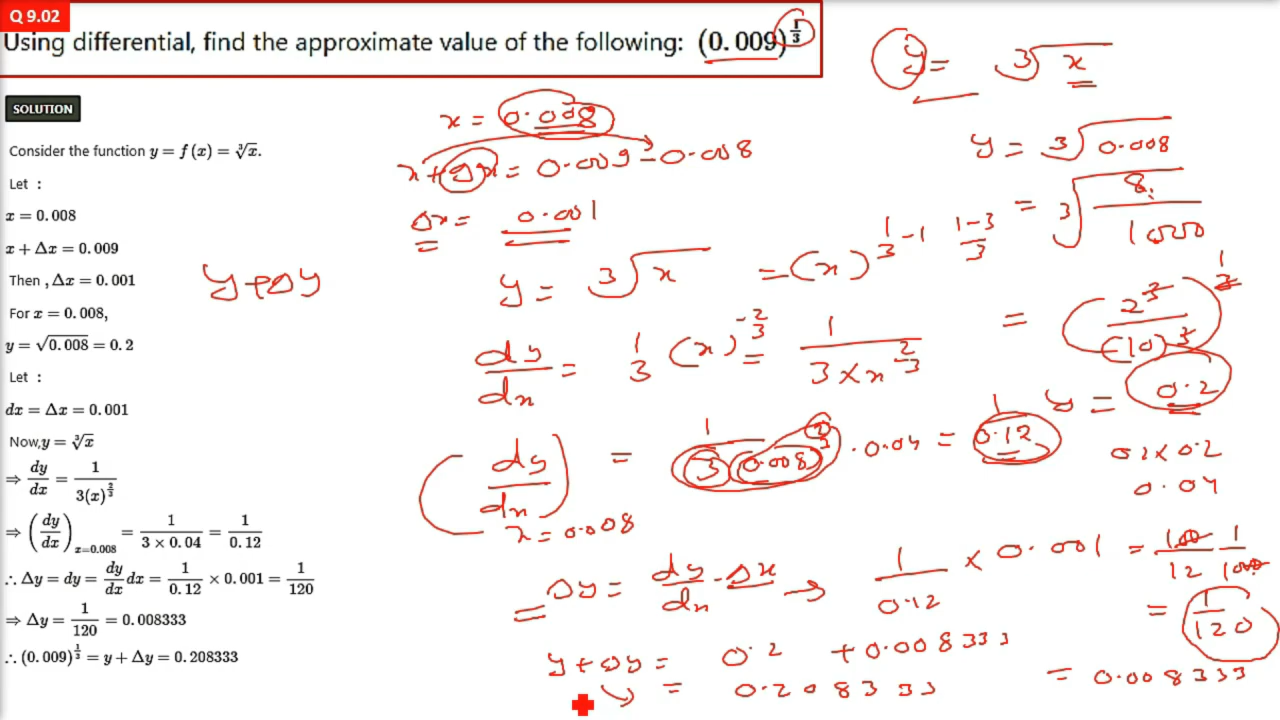 Q 9.02
Using differential, find the approximate value of the following: (0.009)^{1/3}
SOLUTION
Consider the function y = f (x) = ∛x.
Let :
x = 0.008
x + Δx = 0.009
Then , Δx = 0.001
For x = 0.008,
y = √0.008 = 0.2
Let :
dx = Δx = 0.001
Now,y = ∛x
⇒ dy/dx = 1/3(x)^{2/3}
⇒ (dy/dx)_{x=0.008} = 1/(3 × 0.04) = 1/0.12
∴ Δy = dy = dy/dx dx = 1/0.12 × 0.001 = 1/120
⇒ Δy = 1/120 = 0.008333
∴ (0.009)^{1/3} = y + Δy = 0.208333
y+Δy
x = 0.008
x+Δx = 0.009-0.008
Δx = 0.001
y = ∛x = (x)^{1/3 - 1} 1-3/3
dy/dx = 1/3 (x)^{-2/3} = 1/3×x^{2/3}
(dy/dx)_{x=0.008} = 1/3(0.008)^{2/3} . 0.04 = 1/0.12
Δy = dy/dx . Δx → 1/0.12 × 0.001 = 100/12 1/1000
= 1/120
y+Δy = 0.2 + 0.008333
= 0.208333
= 0.008333
y = ∛x
y = ∛0.008
= ∛8/1000
= (2^3/(10)^3)^{1/3}
y = 0.2
0.2×0.2
0.04